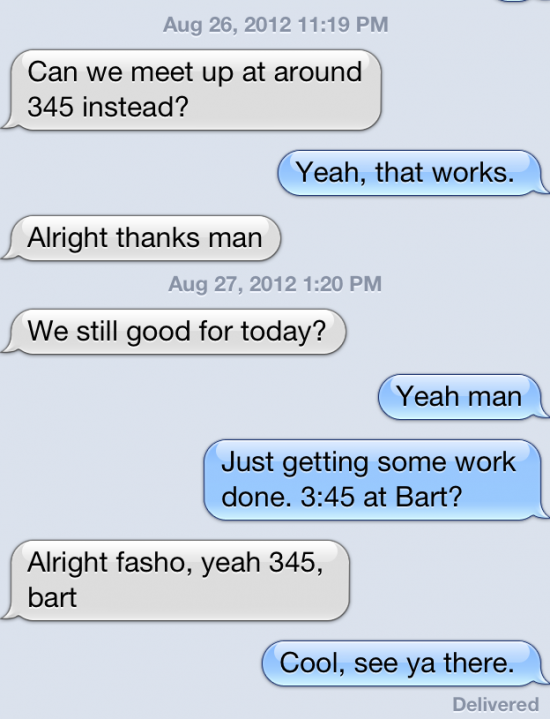 Aug 26, 2012 11:19 PM
Can we meet up at around
345 instead?
Yeah, that works.
Alright thanks man
Aug 27, 2012 1:20 PM
We still good for today?
Yeah man
Just getting some work
done. 3:45 at Bart?
Alright fasho, yeah 345,
bart
Cool, see ya there.
Delivered